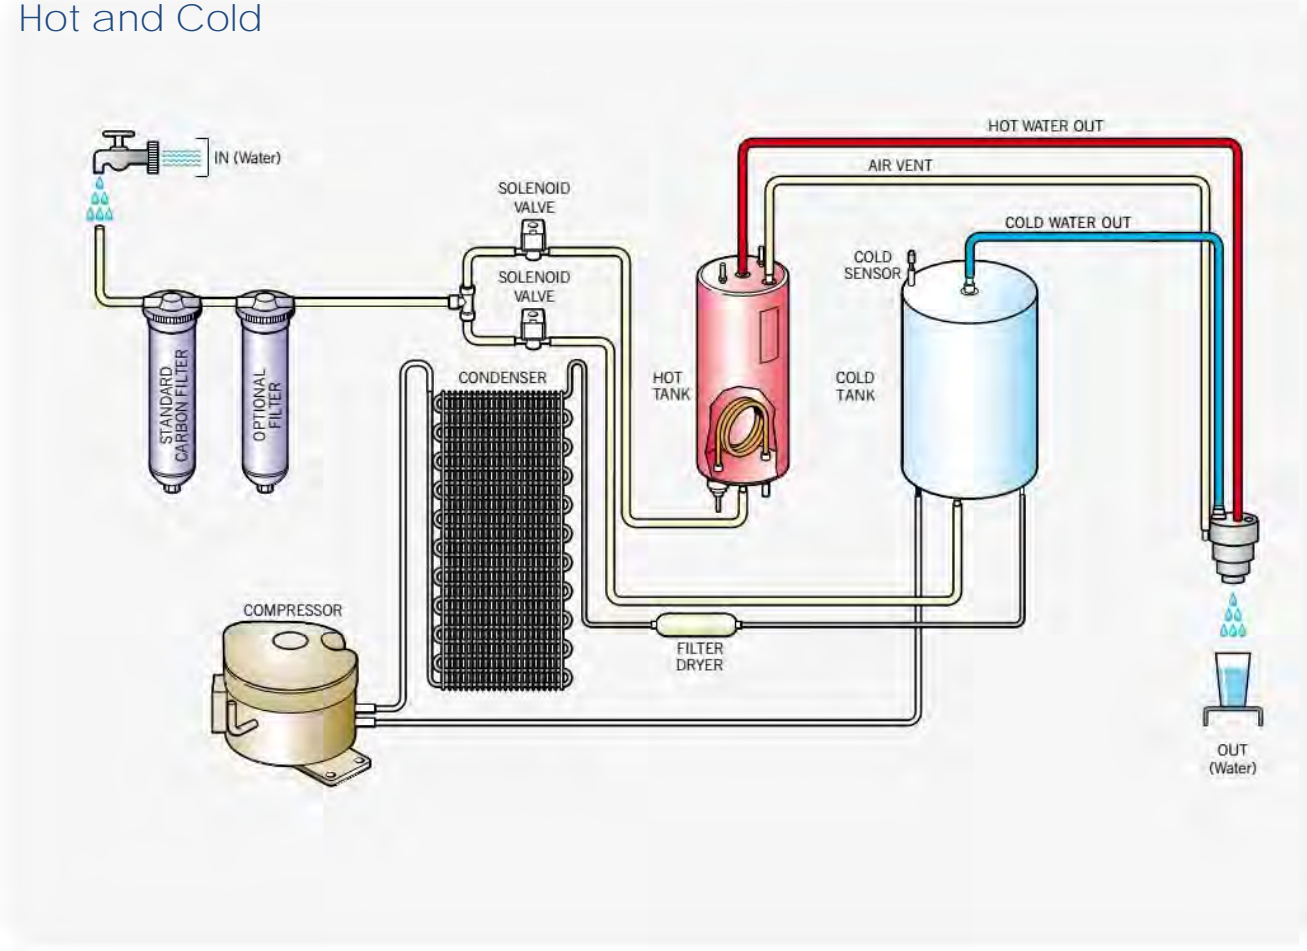 Hot and Cold
HOT WATER OUT
IN (Water)
AIR VENT
SOLENOID
VALVE
COLD WATER OUT
COLD
SENSOR
SOLENOID
VALVE
STANDARD
CARBON FILTER
OPTIONAL
FILTER
CONDENSER
HOT
TANK
COLD
TANK
COMPRESSOR
FILTER
DRYER
OUT
(Water)